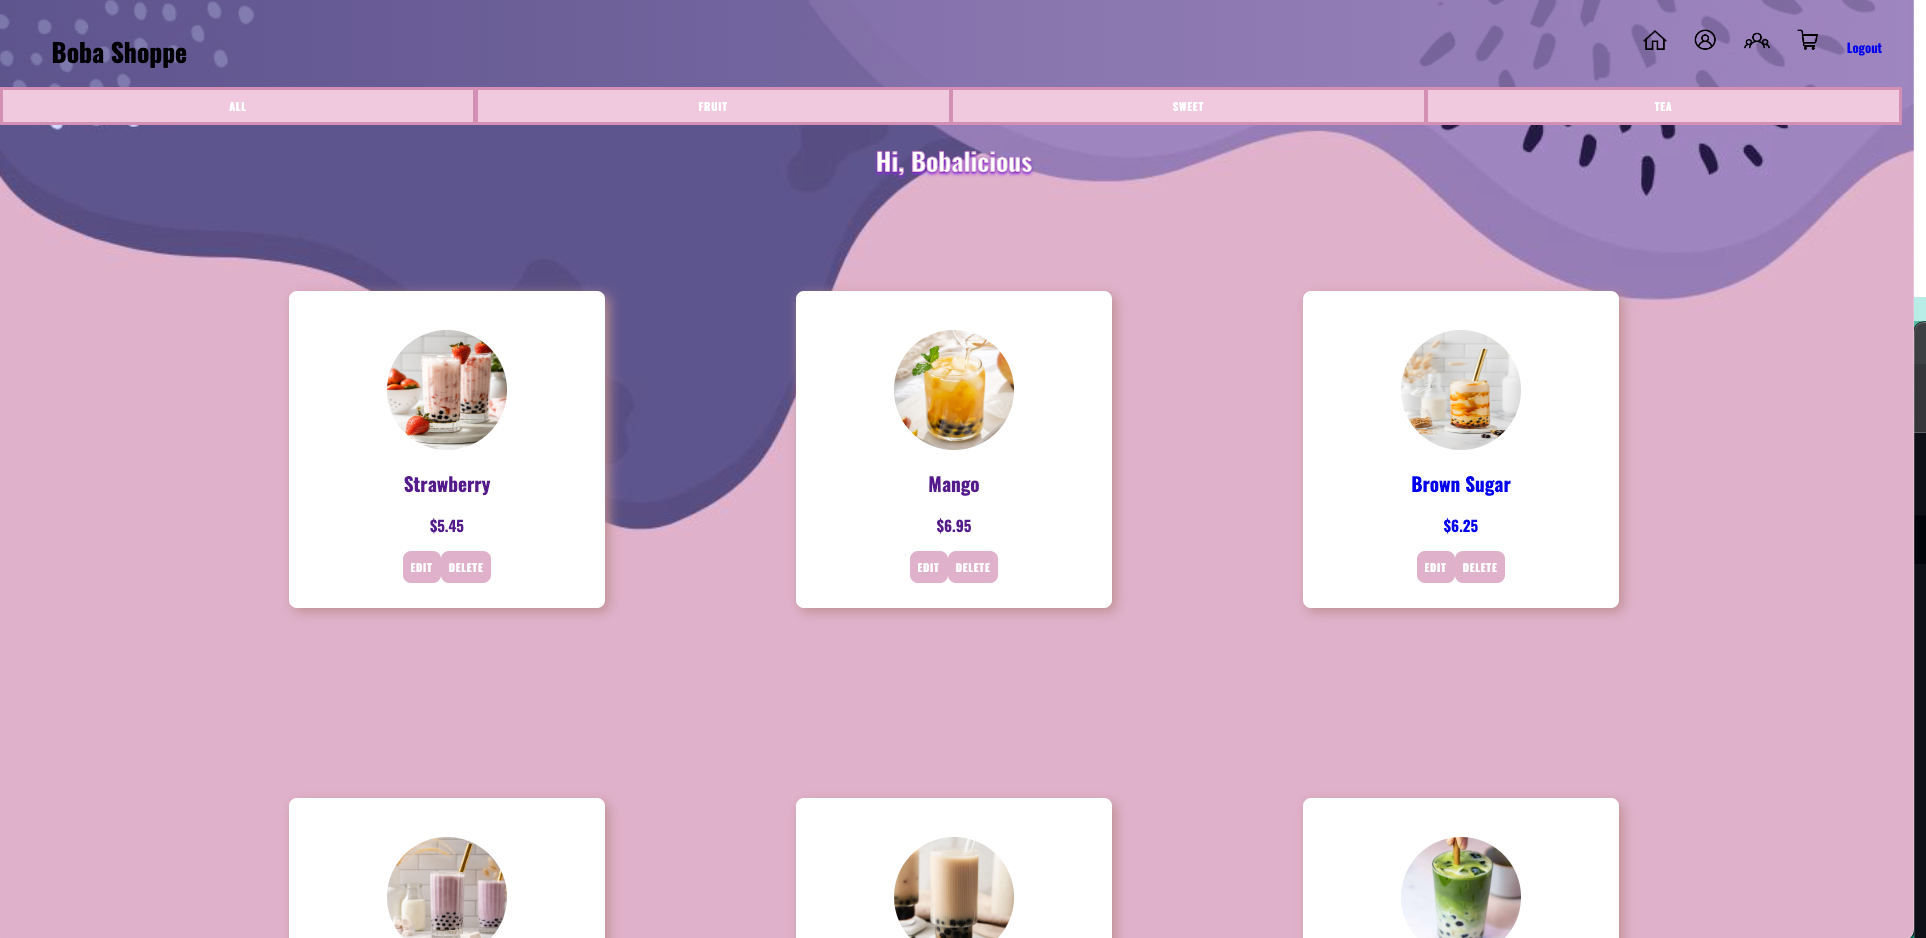 Boba Shoppe
Logout
ALL FRUIT SWEET TEA
Hi, Bobalicious
Strawberry Mango Brown Sugar
$5.45 $6.95 $6.25
EDIT DELETE EDIT DELETE EDIT DELETE